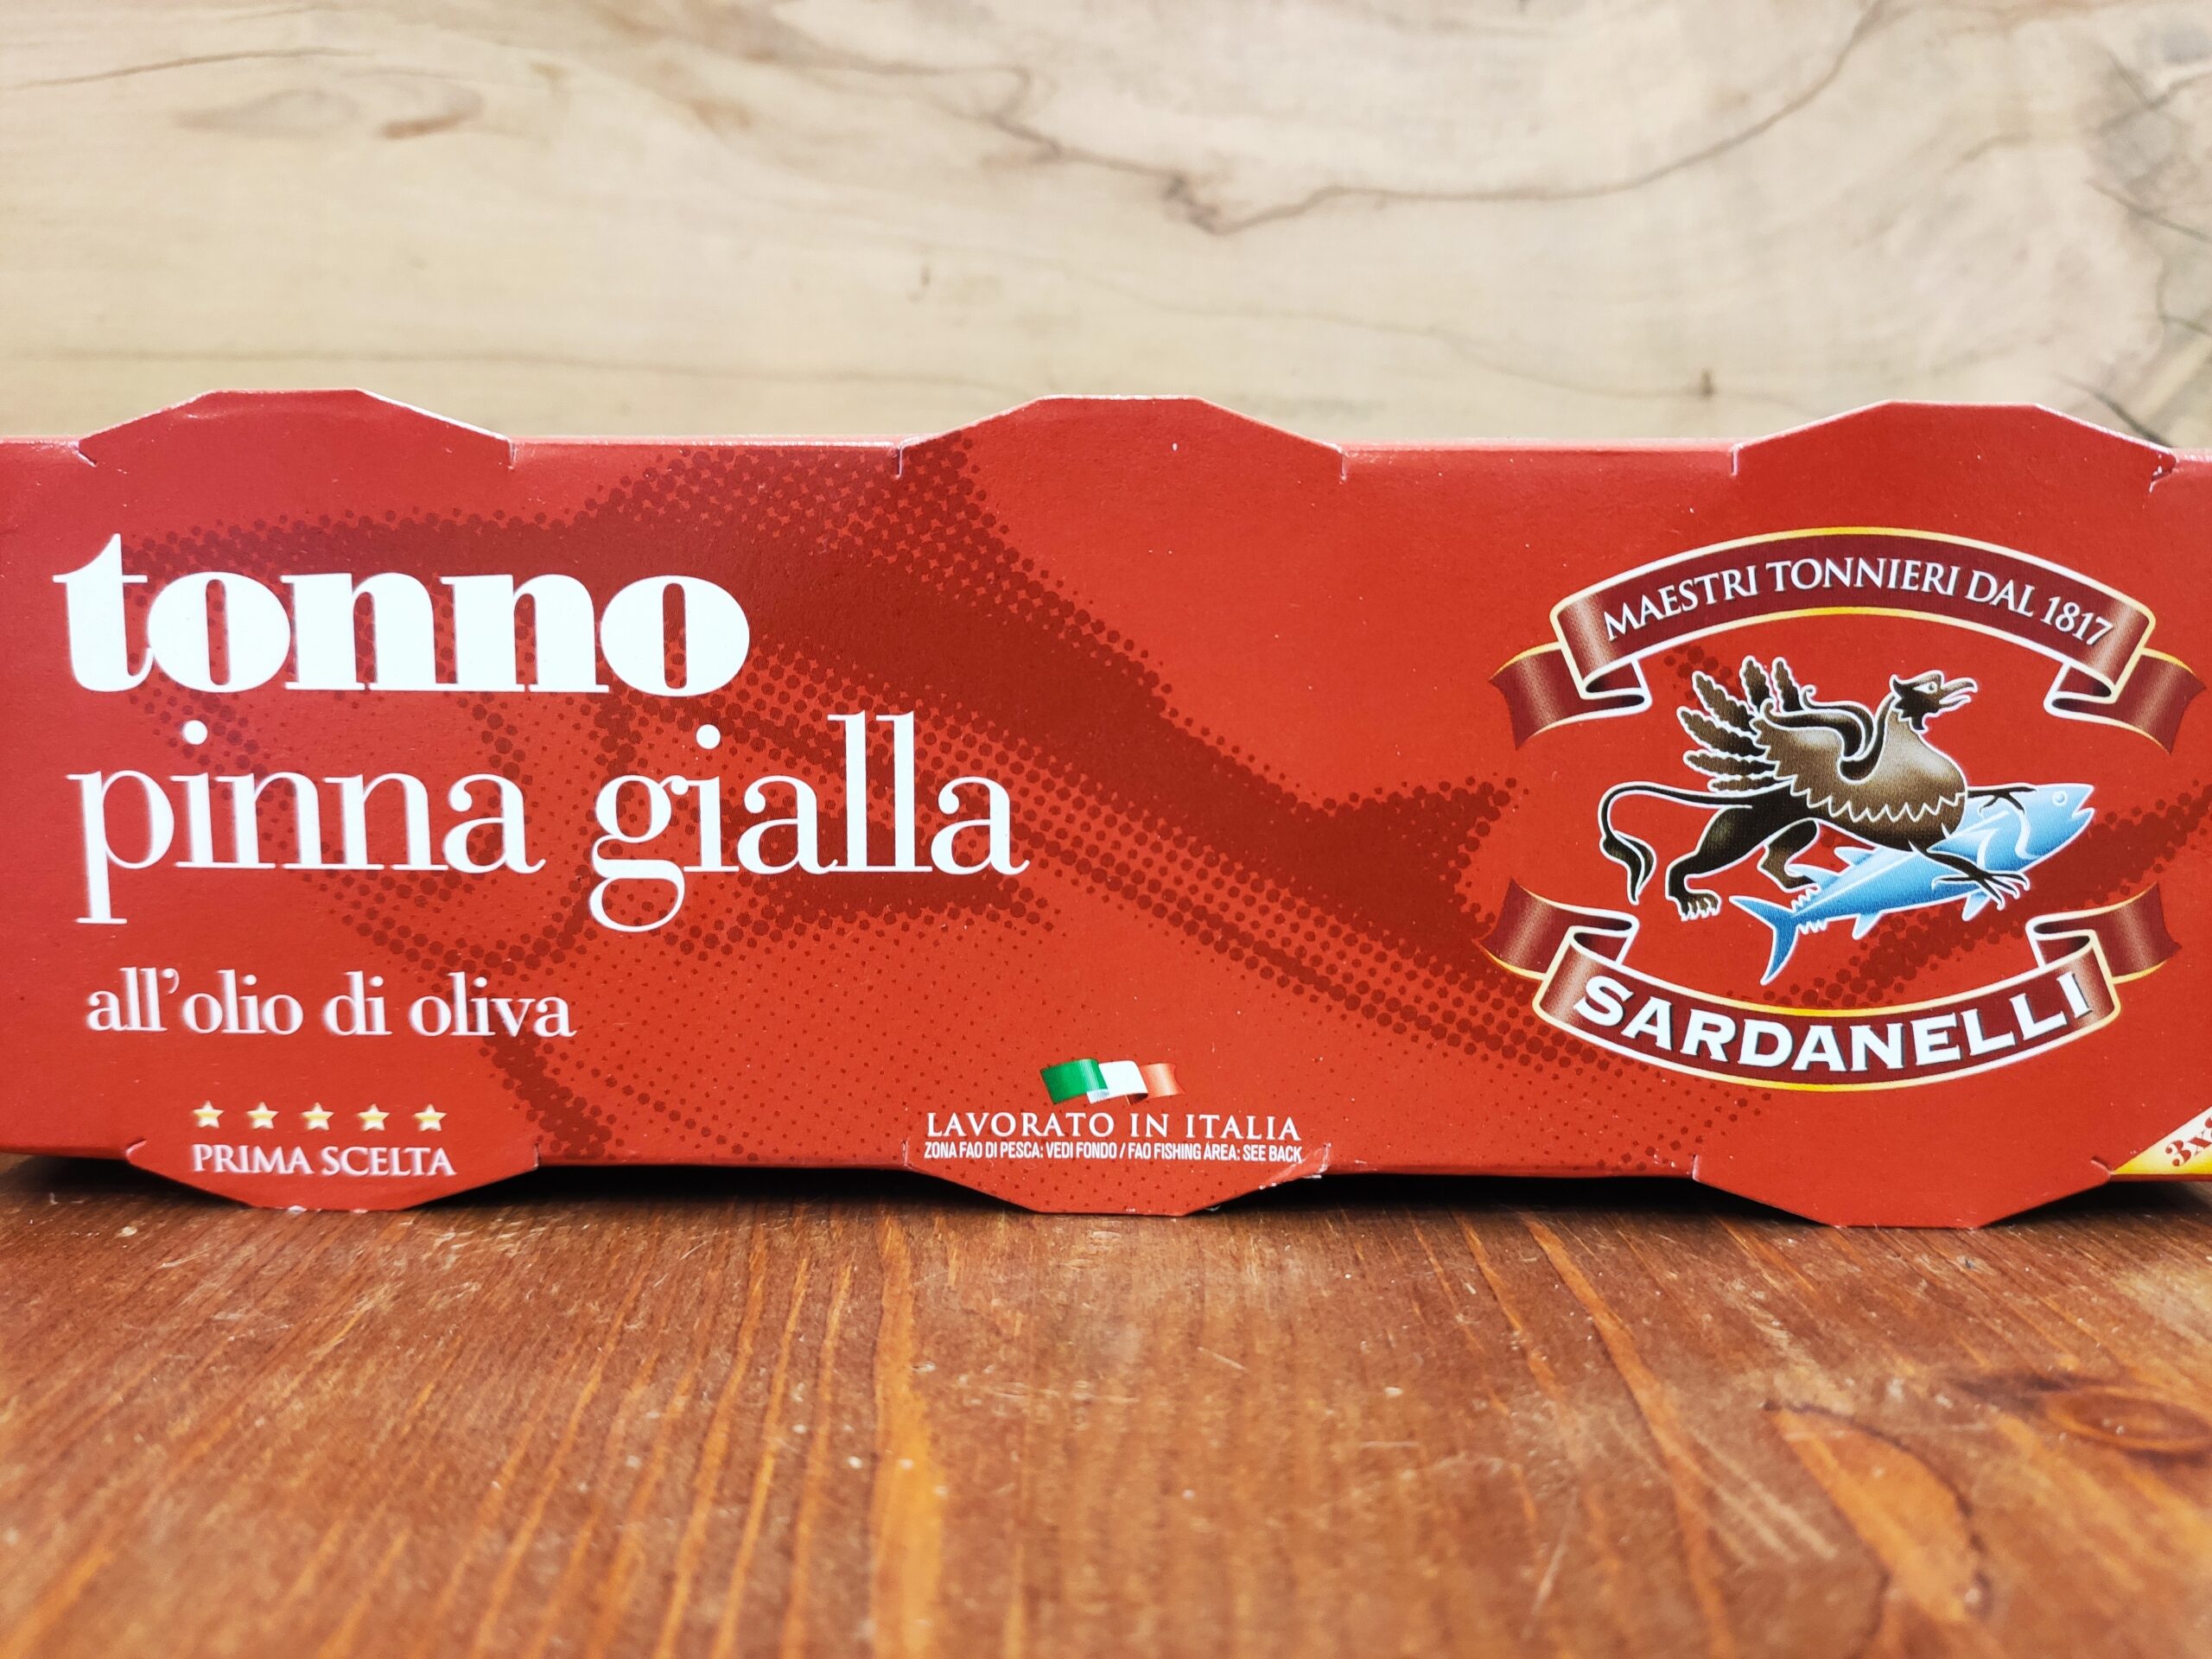 tonno
pinna gialla
all'olio di oliva
PRIMA SCELTA
LAVORATO IN ITALIA
ZONA FAO DI PESCA: VEDI FONDO / FAO FISHING AREA: SEE BACK
MAESTRI TONNIERI DAL 1817
SARDANELLI